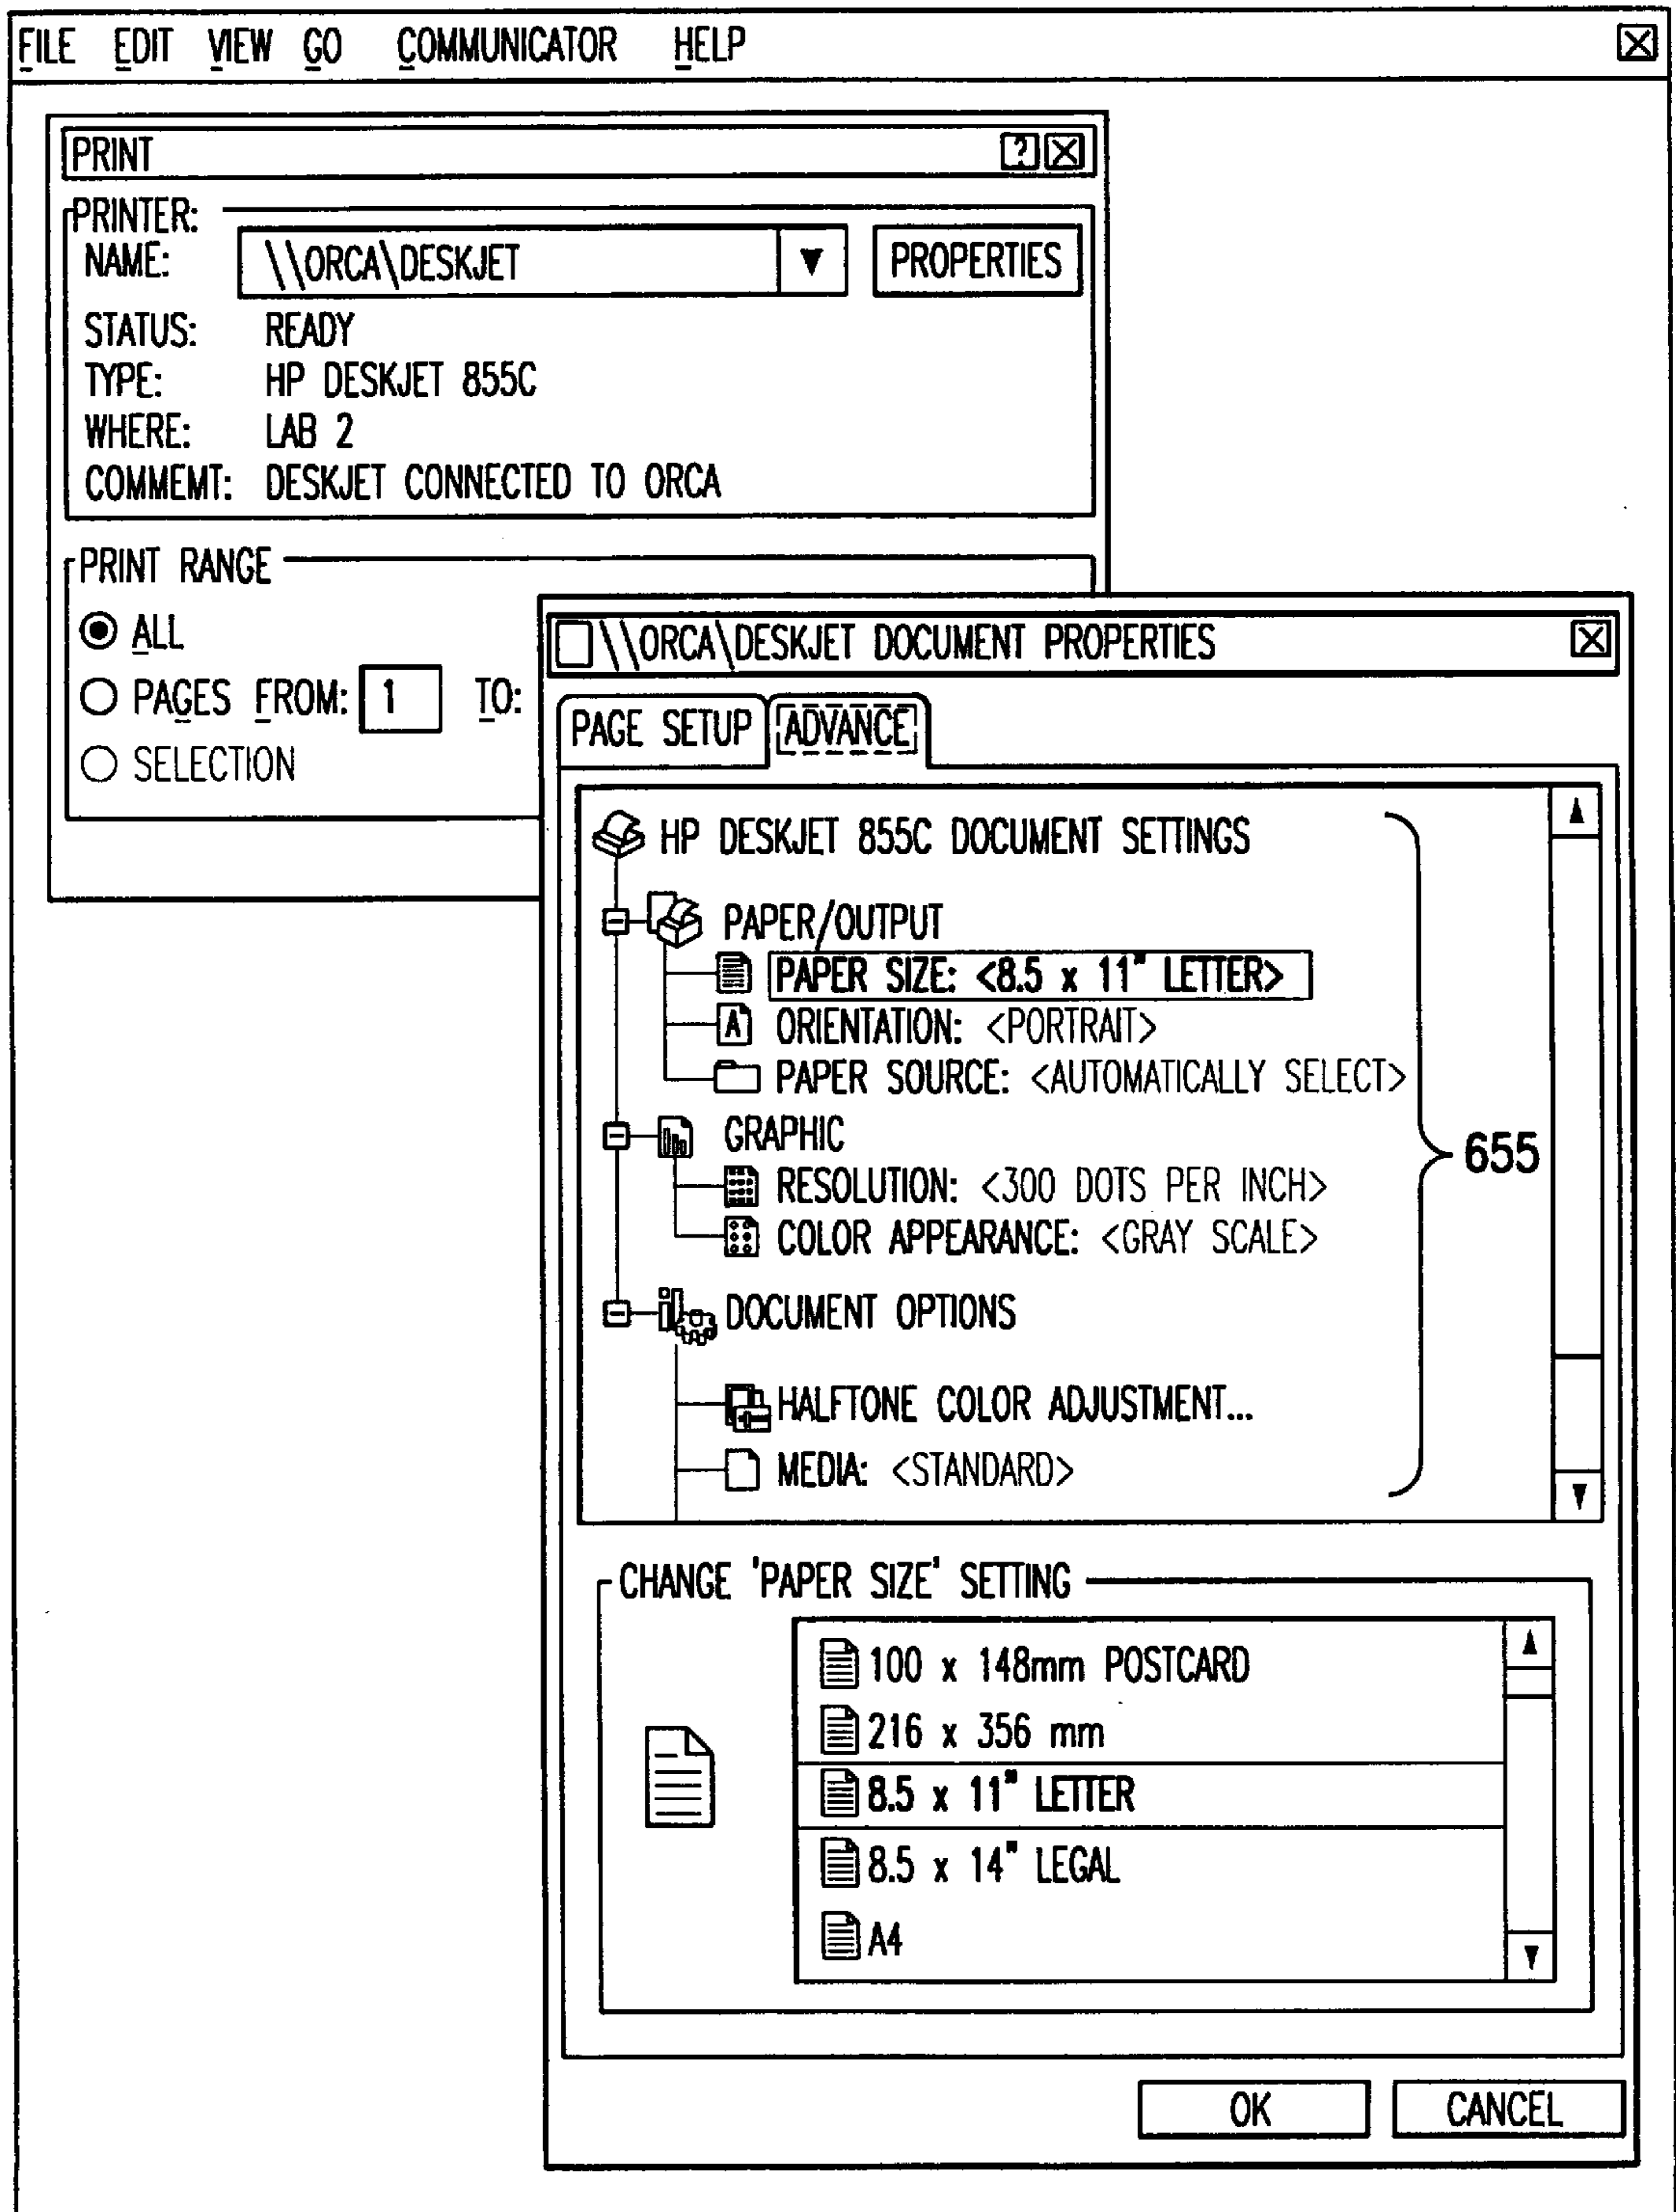 FILE EDIT VIEW GO COMMUNICATOR HELP
PRINT ?
PRINTER:
NAME: \\ORCA\DESKJET ▼ PROPERTIES
STATUS: READY
TYPE: HP DESKJET 855C
WHERE: LAB 2
COMMEMT: DESKJET CONNECTED TO ORCA
PRINT RANGE
ALL
PAGES FROM: 1 TO:
SELECTION
\\ORCA\DESKJET DOCUMENT PROPERTIES
PAGE SETUP ADVANCE
HP DESKJET 855C DOCUMENT SETTINGS
PAPER/OUTPUT
PAPER SIZE: <8.5 x 11" LETTER>
A ORIENTATION: <PORTRAIT>
PAPER SOURCE: <AUTOMATICALLY SELECT>
GRAPHIC
RESOLUTION: <300 DOTS PER INCH>
COLOR APPEARANCE: <GRAY SCALE>
DOCUMENT OPTIONS
HALFTONE COLOR ADJUSTMENT...
MEDIA: <STANDARD>
655
CHANGE 'PAPER SIZE' SETTING
100 x 148mm POSTCARD
216 x 356 mm
8.5 x 11" LETTER
8.5 x 14" LEGAL
A4
OK CANCEL